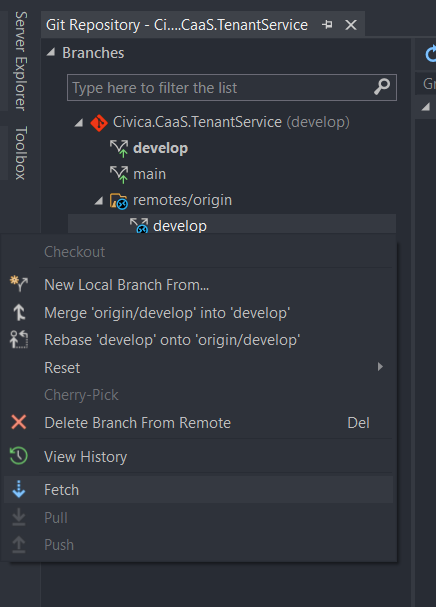 Server Explorer
Toolbox
Git Repository - Ci....CaaS.TenantService
Branches
Type here to filter the list
Civica.CaaS.TenantService (develop)
develop
main
remotes/origin
develop
Checkout
New Local Branch From...
Merge 'origin/develop' into 'develop'
Rebase 'develop' onto 'origin/develop'
Reset
Cherry-Pick
Delete Branch From Remote Del
View History
Fetch
Pull
Push